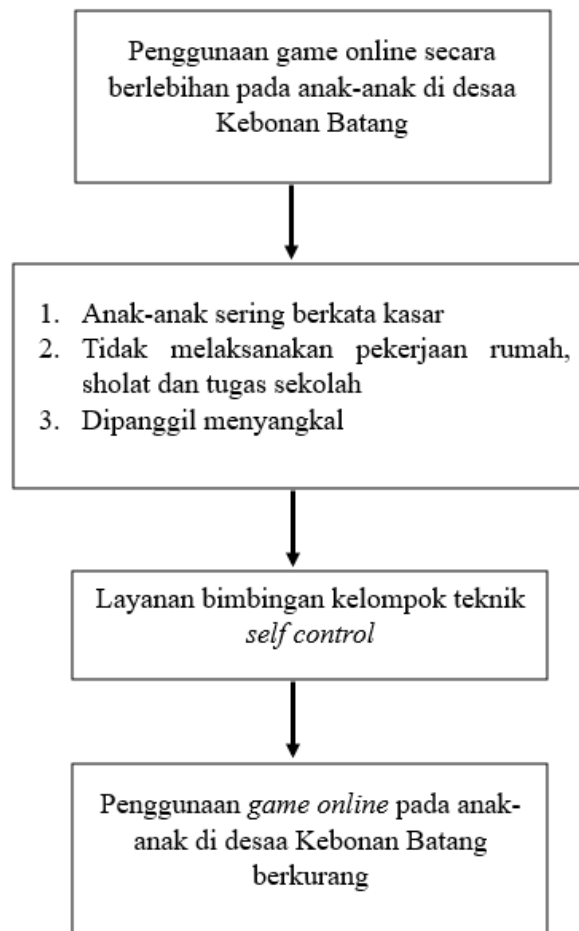 Penggunaan game online secara
berlebihan pada anak-anak di desaa
Kebonan Batang
1. Anak-anak sering berkata kasar
2. Tidak melaksanakan pekerjaan rumah,
sholat dan tugas sekolah
3. Dipanggil menyangkal
Layanan bimbingan kelompok teknik
self control
Penggunaan game online pada anak-
anak di desaa Kebonan Batang
berkurang